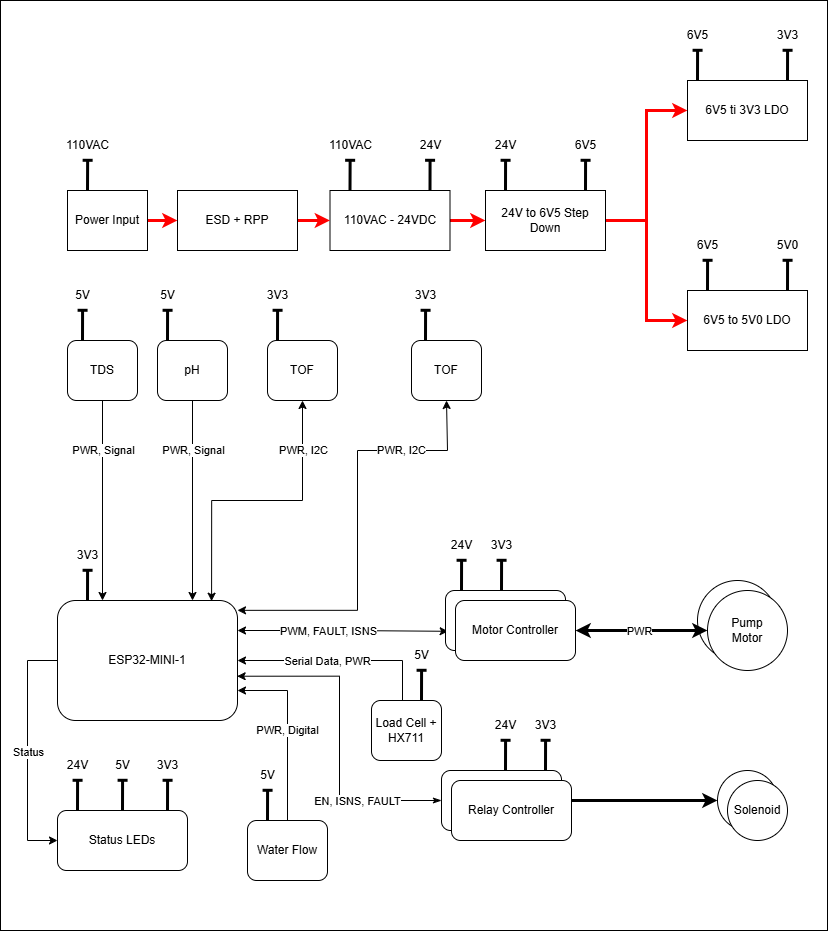 6V5
3V3
6V5 ti 3V3 LDO
110VAC
110VAC
24V
24V
6V5
Power Input
ESD + RPP
110VAC - 24VDC
24V to 6V5 Step
Down
6V5
5V0
6V5 to 5V0 LDO
5V
5V
3V3
3V3
TDS
pH
TOF
TOF
PWR, Signal
PWR, Signal
PWR, I2C
PWR, I2C
3V3
24V
3V3
ESP32-MINI-1
PWM, FAULT, ISNS
Motor Controller
PWR
Pump
Motor
Serial Data, PWR
5V
Load Cell +
HX711
PWR, Digital
Status
24V
5V
3V3
Status LEDs
5V
Water Flow
EN, ISNS, FAULT
24V
3V3
Relay Controller
Solenoid